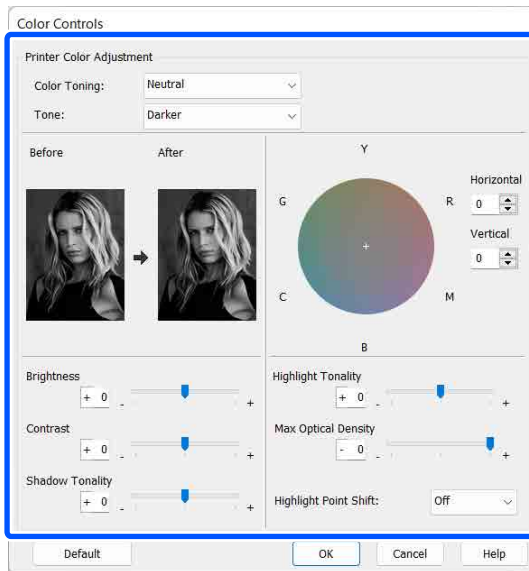 Color Controls
Printer Color Adjustment
Color Toning: Neutral
Tone: Darker
Before After
Y
G R
C M
B
Horizontal
0
Vertical
0
Brightness
+ 0 - +
Contrast
+ 0 - +
Shadow Tonality
+ 0 - +
Highlight Tonality
+ 0 - +
Max Optical Density
- 0 - +
Highlight Point Shift: Off
Default OK Cancel Help